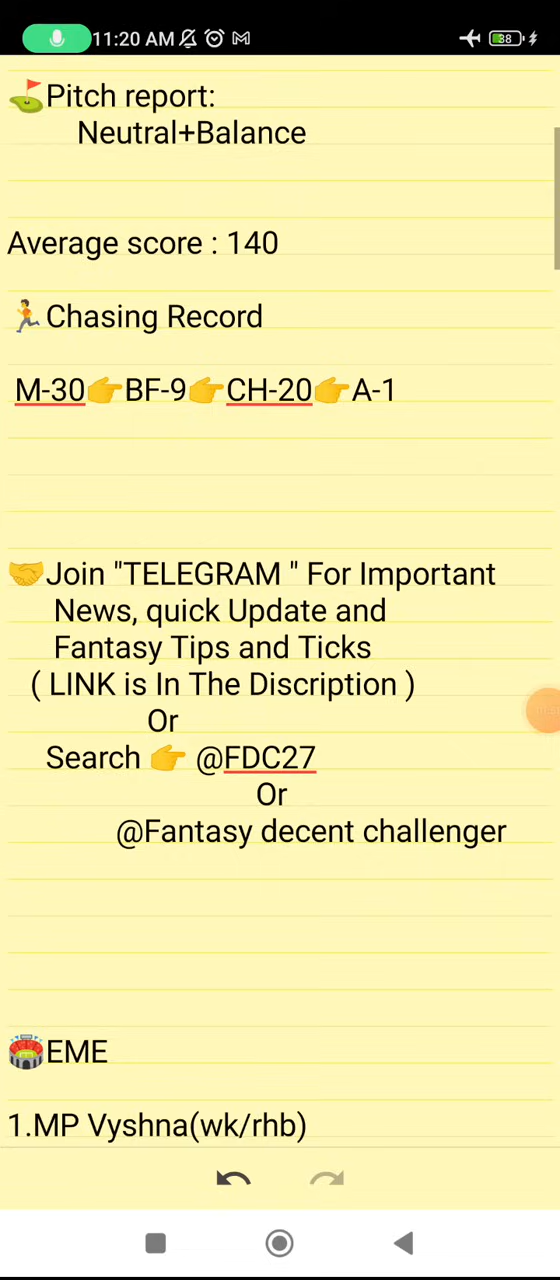 11:20 AM
38
⛳Pitch report:
Neutral+Balance
Average score : 140
🏃Chasing Record
M-30👉BF-9👉CH-20👉A-1
🤝Join "TELEGRAM " For Important
News, quick Update and
Fantasy Tips and Ticks
( LINK is In The Discription )
Or
Search 👉 @FDC27
Or
@Fantasy decent challenger
🏟️EME
1.MP Vyshna(wk/rhb)